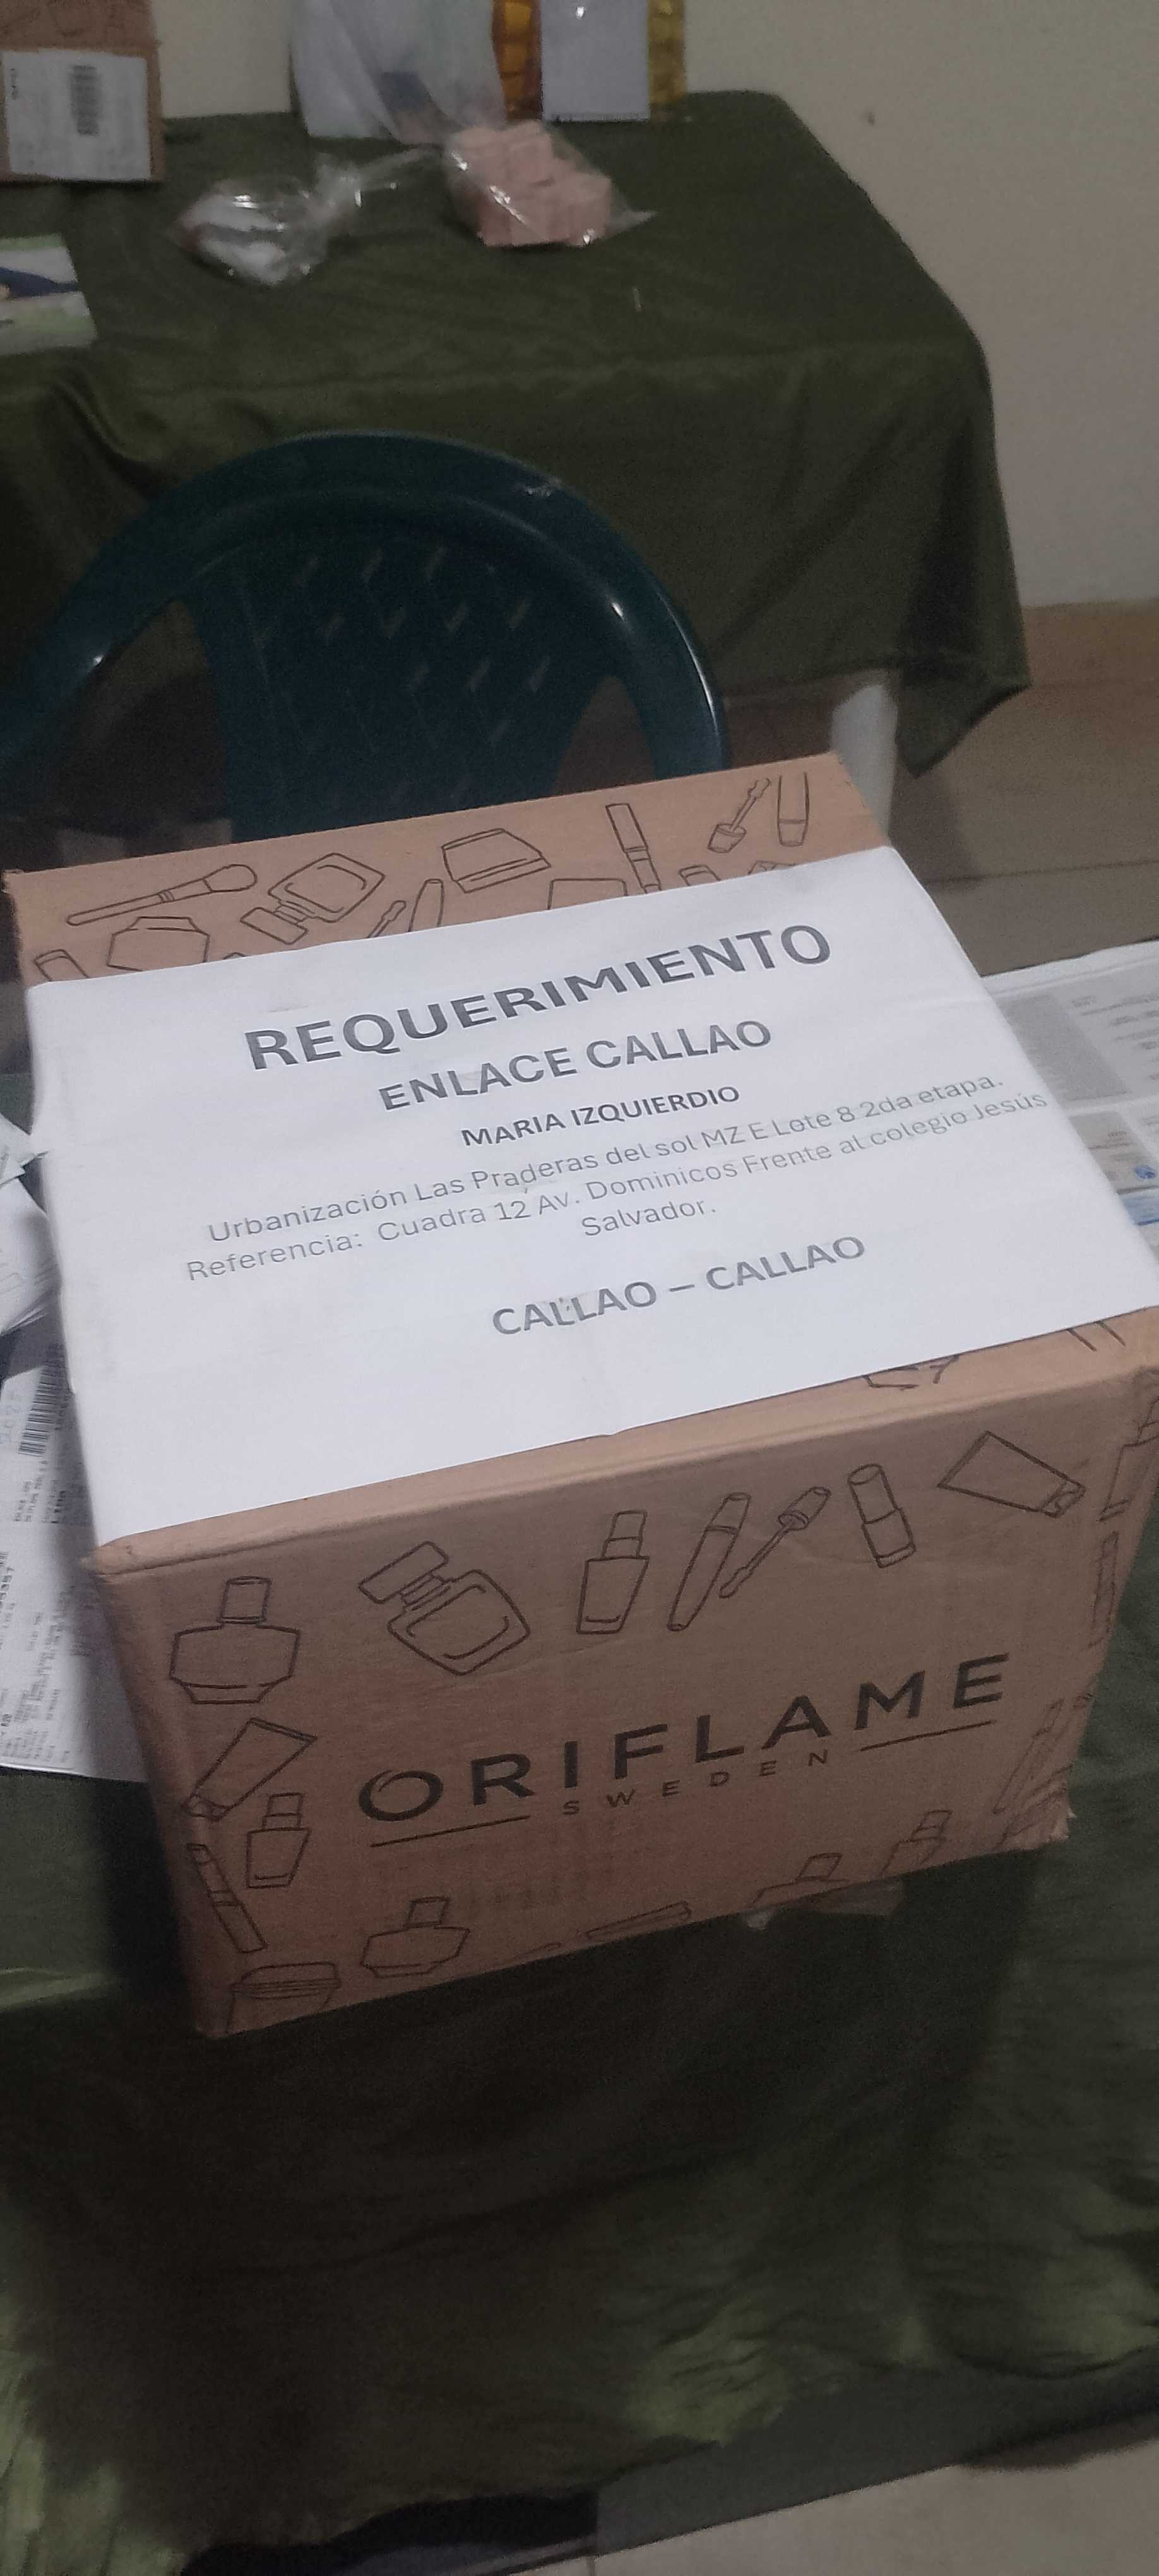 REQUERIMIENTO
ENLACE CALLAO
MARIA IZQUIERDIO
Urbanización Las Praderas del sol MZ E Lote 8 2da etapa.
Referencia: Cuadra 12 Av. Dominicos Frente al colegio Jesús
Salvador.
CALLAO – CALLAO
ORIFLAME
SWEDEN